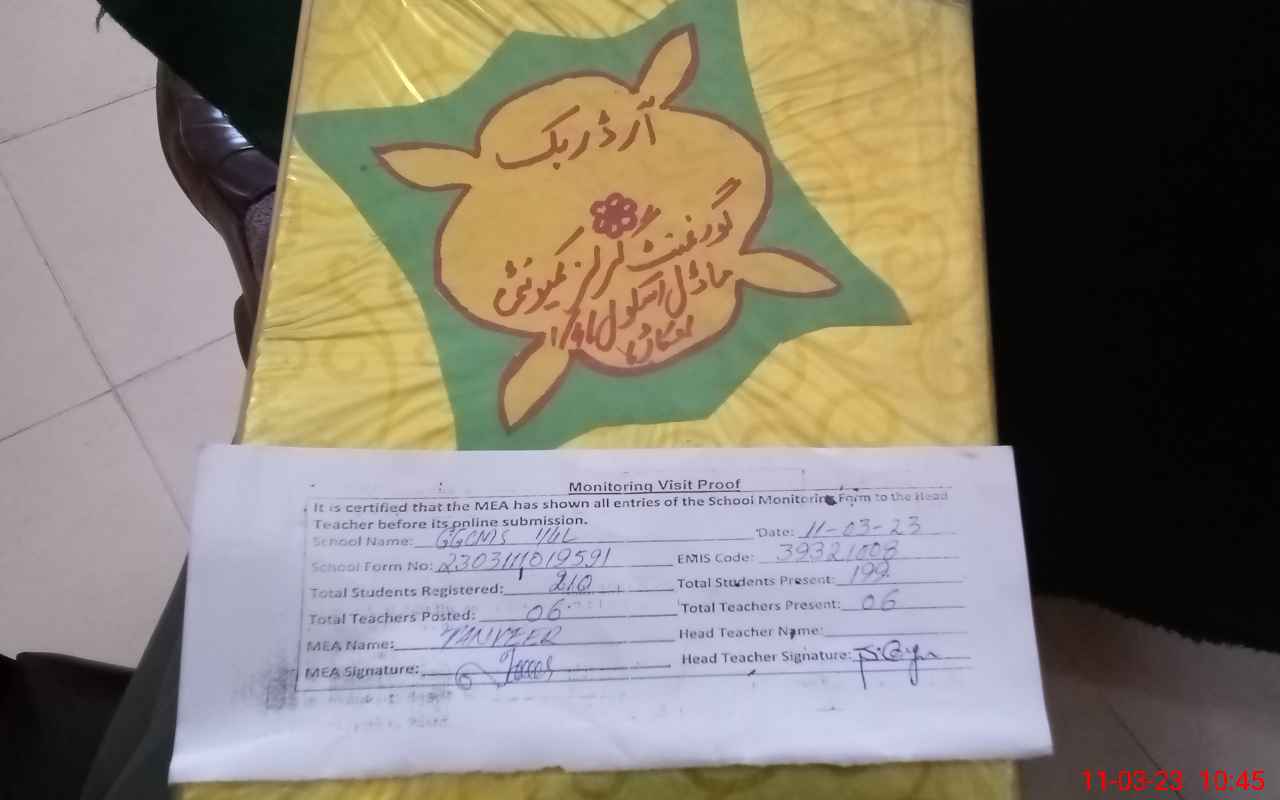 آرڈر بک
گورنمنٹ گرلز کمیونٹی
ماڈل اسکول
اوکاڑہ
Monitoring Visit Proof
It is certified that the MEA has shown all entries of the School Monitoring Form to the Head
Teacher before its online submission.
School Name: GGCMS 1/4L Date: 11-03-23
School Form No: 2303111019591 EMIS Code: 39321008
Total Students Registered: 210 Total Students Present: 199
Total Teachers Posted: 06 Total Teachers Present: 06
MEA Name: TANVEER Head Teacher Name:
MEA Signature: Head Teacher Signature:
11-03-23 10:45